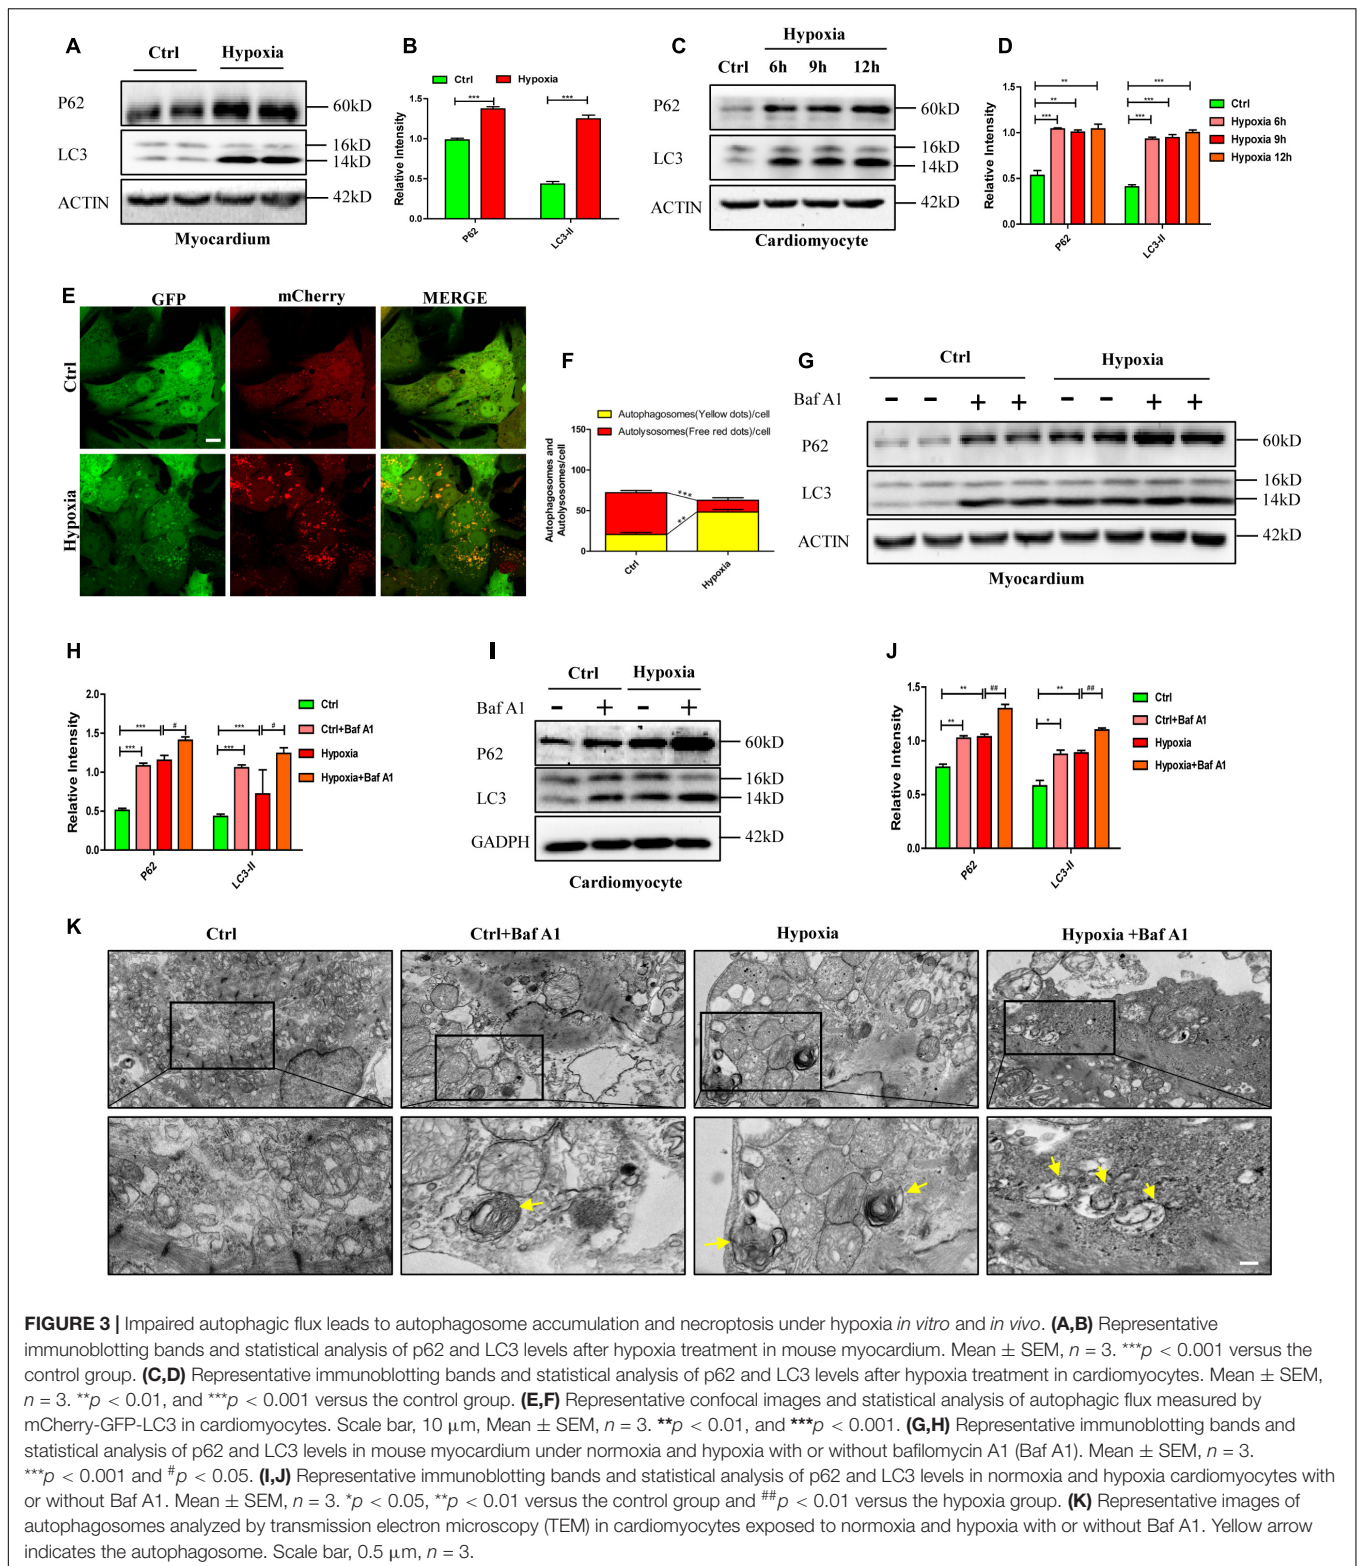 A
Ctrl Hypoxia
P62
60kD
16kD
LC3
14kD
42kD
ACTIN
Myocardium
B
Ctrl Hypoxia
Relative Intensity
2.0
1.5
1.0
0.5
0.0
*** ***
P62 LC3-II
C
Hypoxia
Ctrl 6h 9h 12h
P62
60kD
16kD
LC3
14kD
ACTIN
42kD
Cardiomyocyte
D
Relative Intensity
1.5
1.0
0.5
0.0
** ***
** ***
*** ***
P62 LC3-II
Ctrl
Hypoxia 6h
Hypoxia 9h
Hypoxia 12h
E
GFP mCherry MERGE
Ctrl
Hypoxia
F
Autophagosomes(Yellow dots)/cell
Autolysosomes(Free red dots)/cell
Autophagosomes and
Autolysosomes/cell
150
100
50
0
***
**
Ctrl Hypoxia
G
Ctrl Hypoxia
Baf A1 − − + + − − + +
P62
60kD
16kD
LC3
14kD
ACTIN
42kD
Myocardium
H
Relative Intensity
2.0
1.5
1.0
0.5
0.0
*** # *** #
*** ***
P62 LC3-II
Ctrl
Ctrl+Baf A1
Hypoxia
Hypoxia+Baf A1
I
Ctrl Hypoxia
Baf A1 − + − +
P62
60kD
16kD
LC3
14kD
42kD
GADPH
Cardiomyocyte
J
Relative Intensity
1.5
1.0
0.5
0.0
** ## ** ##
** *
P62 LC3-II
Ctrl
Ctrl+Baf A1
Hypoxia
Hypoxia+Baf A1
K
Ctrl Ctrl+Baf A1 Hypoxia Hypoxia +Baf A1
FIGURE 3 | Impaired autophagic flux leads to autophagosome accumulation and necroptosis under hypoxia in vitro and in vivo. (A,B) Representative
immunoblotting bands and statistical analysis of p62 and LC3 levels after hypoxia treatment in mouse myocardium. Mean ± SEM, n = 3. ***p < 0.001 versus the
control group. (C,D) Representative immunoblotting bands and statistical analysis of p62 and LC3 levels after hypoxia treatment in cardiomyocytes. Mean ± SEM,
n = 3. **p < 0.01, and ***p < 0.001 versus the control group. (E,F) Representative confocal images and statistical analysis of autophagic flux measured by
mCherry-GFP-LC3 in cardiomyocytes. Scale bar, 10 μm, Mean ± SEM, n = 3. **p < 0.01, and ***p < 0.001. (G,H) Representative immunoblotting bands and
statistical analysis of p62 and LC3 levels in mouse myocardium under normoxia and hypoxia with or without bafilomycin A1 (Baf A1). Mean ± SEM, n = 3.
***p < 0.001 and #p < 0.05. (I,J) Representative immunoblotting bands and statistical analysis of p62 and LC3 levels in normoxia and hypoxia cardiomyocytes with
or without Baf A1. Mean ± SEM, n = 3. *p < 0.05, **p < 0.01 versus the control group and ##p < 0.01 versus the hypoxia group. (K) Representative images of
autophagosomes analyzed by transmission electron microscopy (TEM) in cardiomyocytes exposed to normoxia and hypoxia with or without Baf A1. Yellow arrow
indicates the autophagosome. Scale bar, 0.5 μm, n = 3.